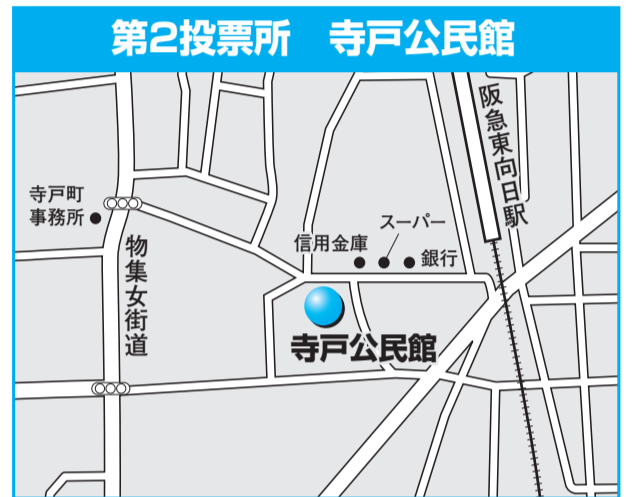 第2投票所　寺戸公民館
阪急東向日駅
寺戸町
事務所
スーパー
信用金庫
銀行
物集女街道
寺戸公民館